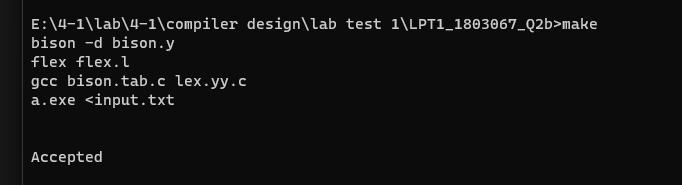 E:\4-1\lab\4-1\compiler design\lab test 1\LPT1_1803067_Q2b>make
bison -d bison.y
flex flex.l
gcc bison.tab.c lex.yy.c
a.exe <input.txt
Accepted